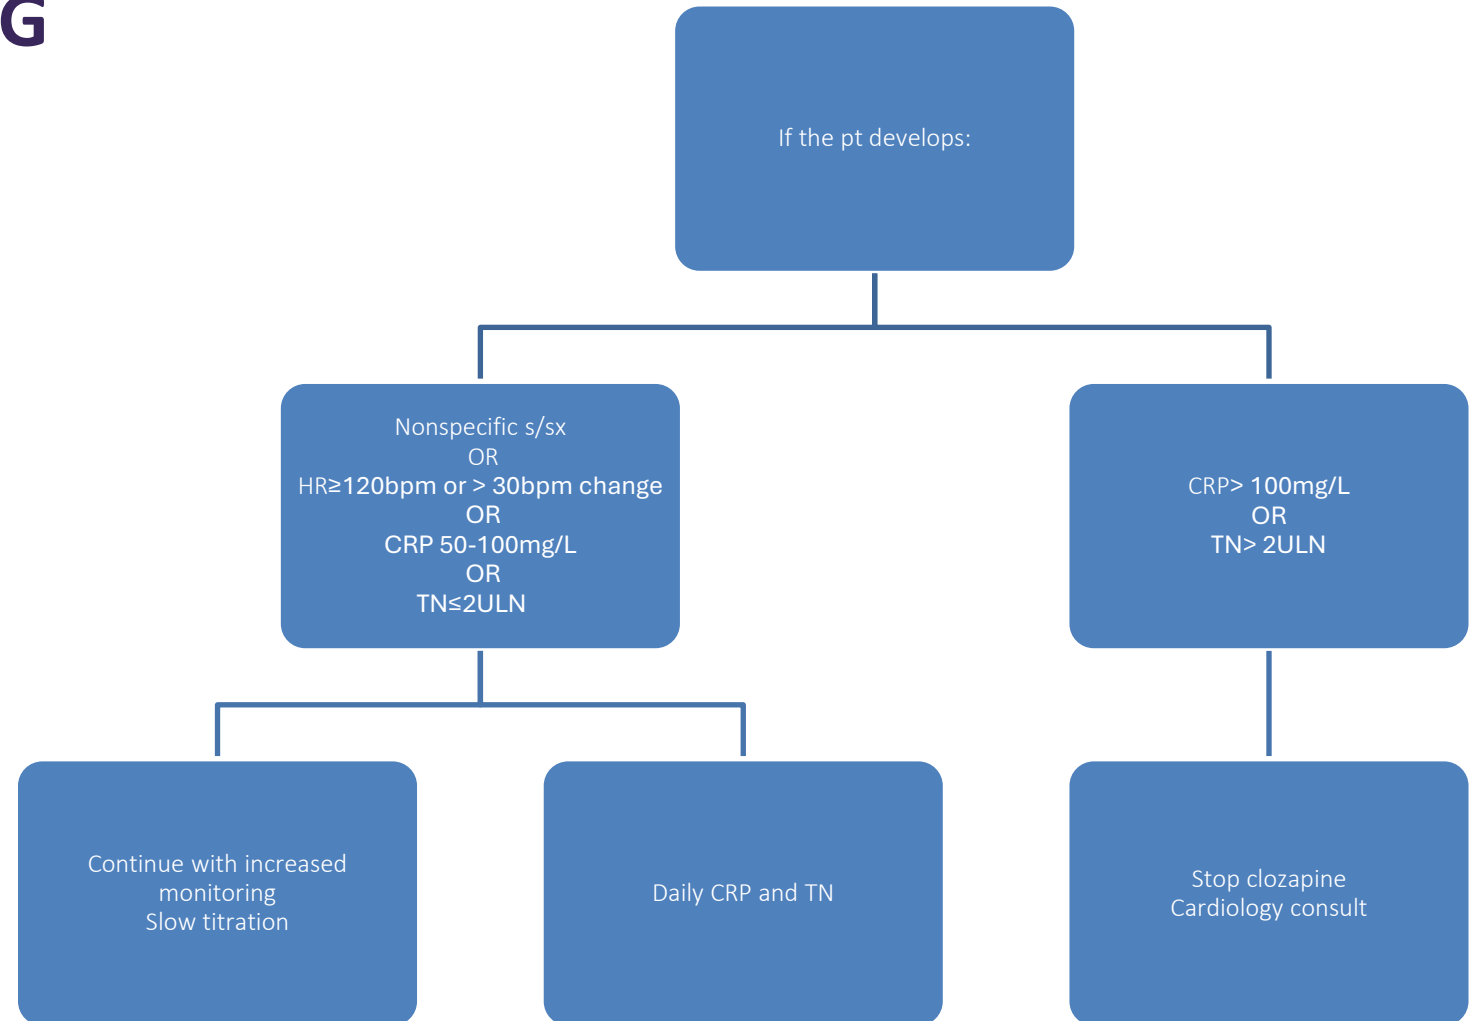 G
If the pt develops:
Nonspecific s/sx
OR
HR≥120bpm or > 30bpm change
OR
CRP 50-100mg/L
OR
TN≤2ULN
CRP> 100mg/L
OR
TN> 2ULN
Continue with increased
monitoring
Slow titration
Daily CRP and TN
Stop clozapine
Cardiology consult